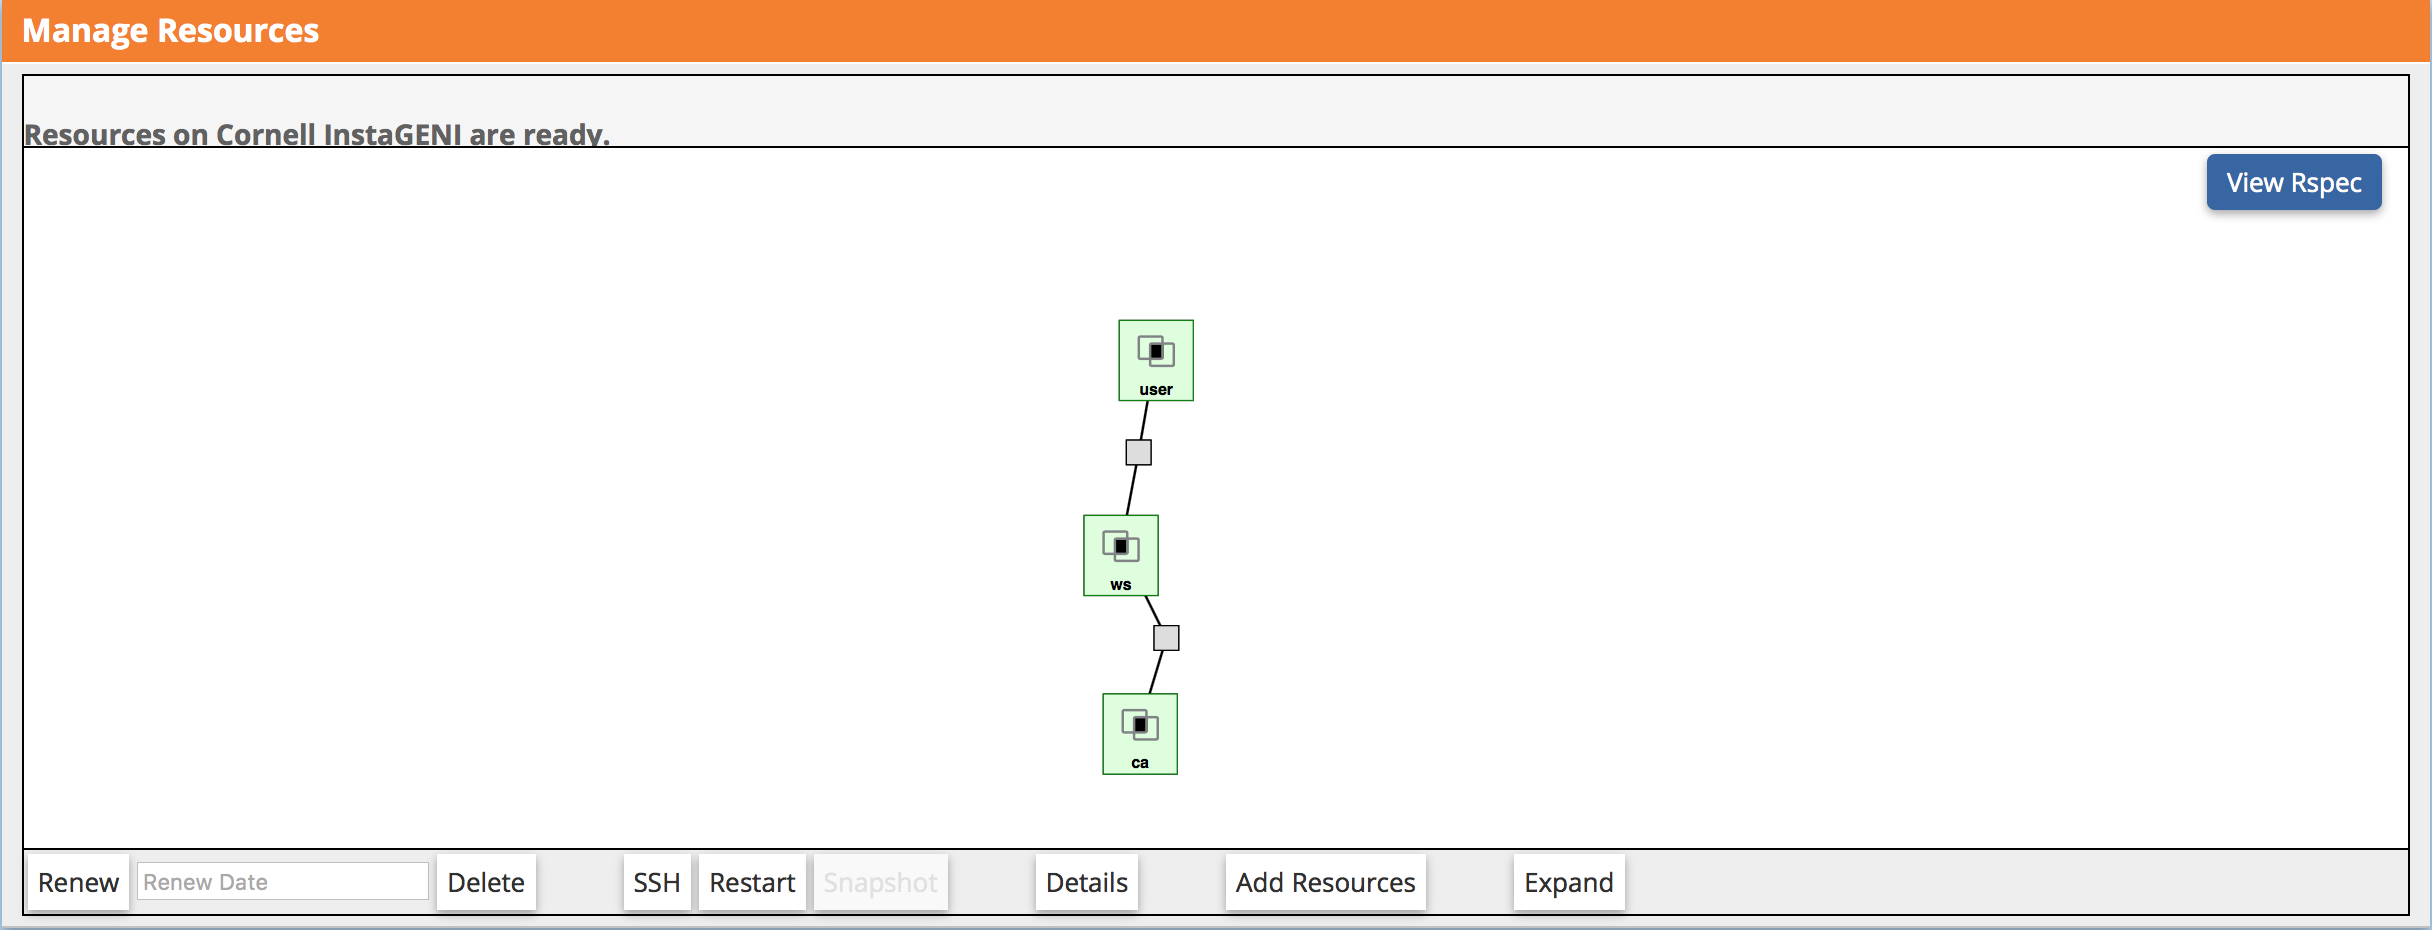 Manage Resources
Resources on Cornell InstaGENI are ready.
View Rspec
user
ws
ca
Renew Renew Date Delete SSH Restart Snapshot Details Add Resources Expand